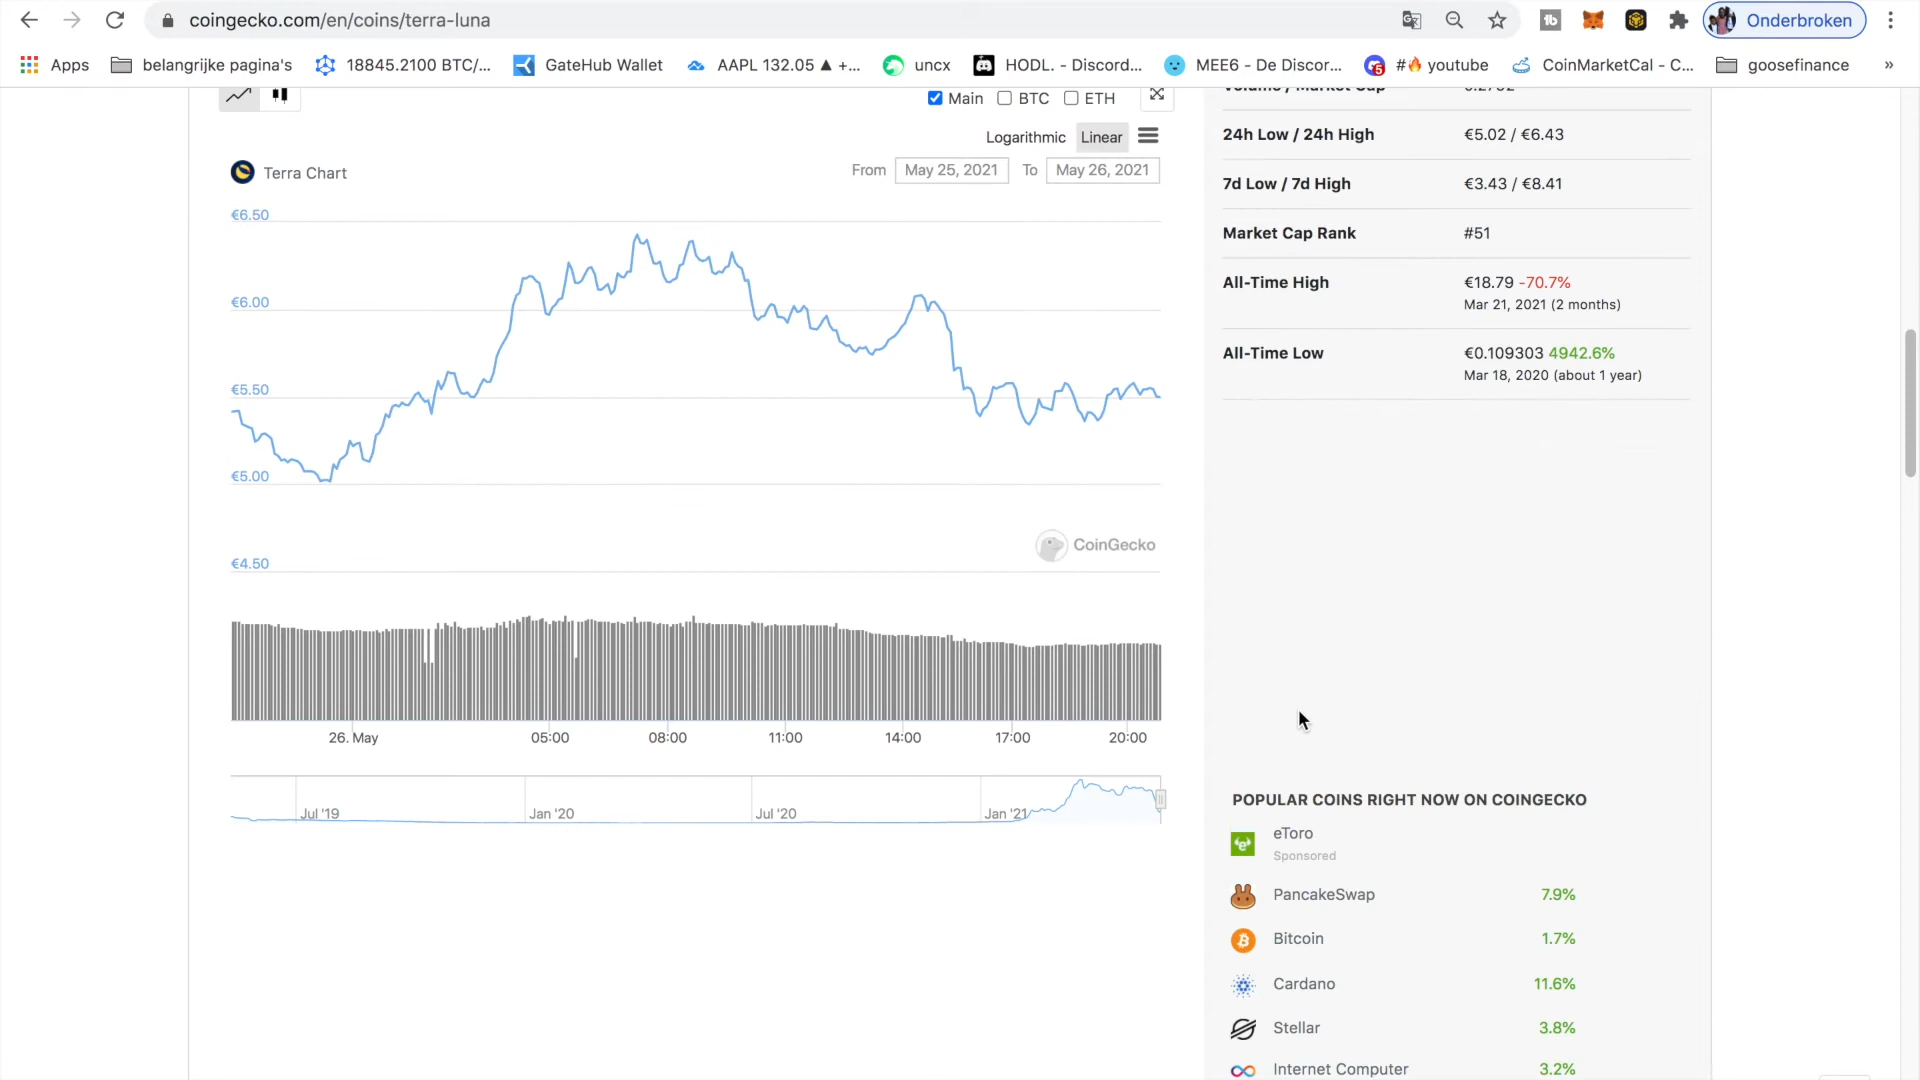 coingecko.com/en/coins/terra-luna
Onderbroken
Apps
belangrijke pagina's
18845.2100 BTC/...
GateHub Wallet
AAPL 132.05 ▲ +...
uncx
HODL. - Discord...
MEE6 - De Discor...
#🔥 youtube
CoinMarketCal - C...
goosefinance
»
Main
BTC
ETH
Logarithmic
Linear
Terra Chart
From
May 25, 2021
To
May 26, 2021
€6.50
€6.00
€5.50
€5.00
€4.50
CoinGecko
26. May
05:00
08:00
11:00
14:00
17:00
20:00
Jul '19
Jan '20
Jul '20
Jan '21
Volume / Market Cap
24h Low / 24h High
€5.02 / €6.43
7d Low / 7d High
€3.43 / €8.41
Market Cap Rank
#51
All-Time High
€18.79 -70.7%
Mar 21, 2021 (2 months)
All-Time Low
€0.109303 4942.6%
Mar 18, 2020 (about 1 year)
POPULAR COINS RIGHT NOW ON COINGECKO
eToro
Sponsored
PancakeSwap
7.9%
Bitcoin
1.7%
Cardano
11.6%
Stellar
3.8%
Internet Computer
3.2%